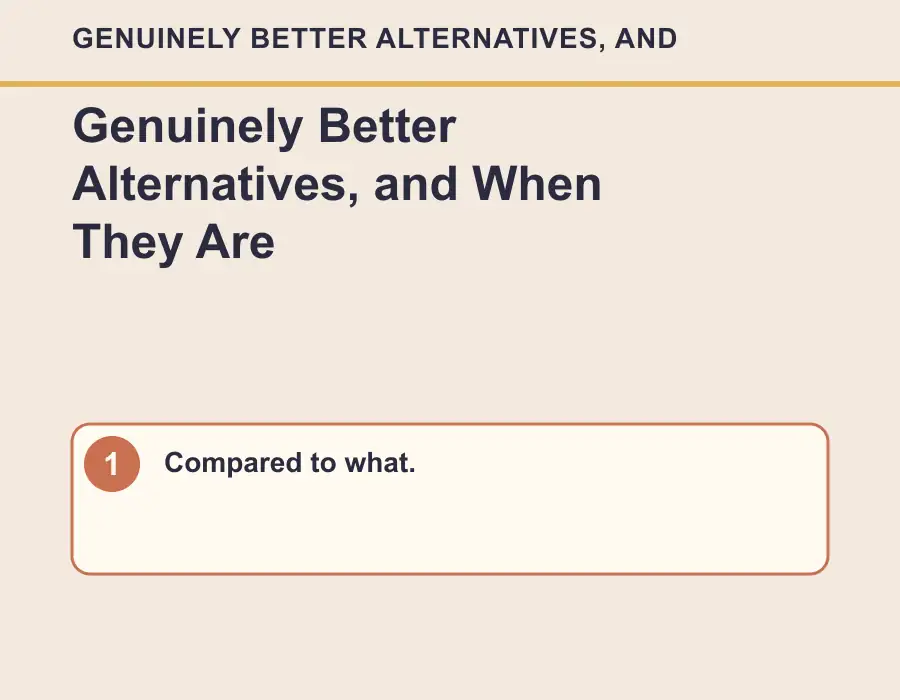 GENUINELY BETTER ALTERNATIVES, AND
Genuinely Better
Alternatives, and When
They Are
1
Compared to what.